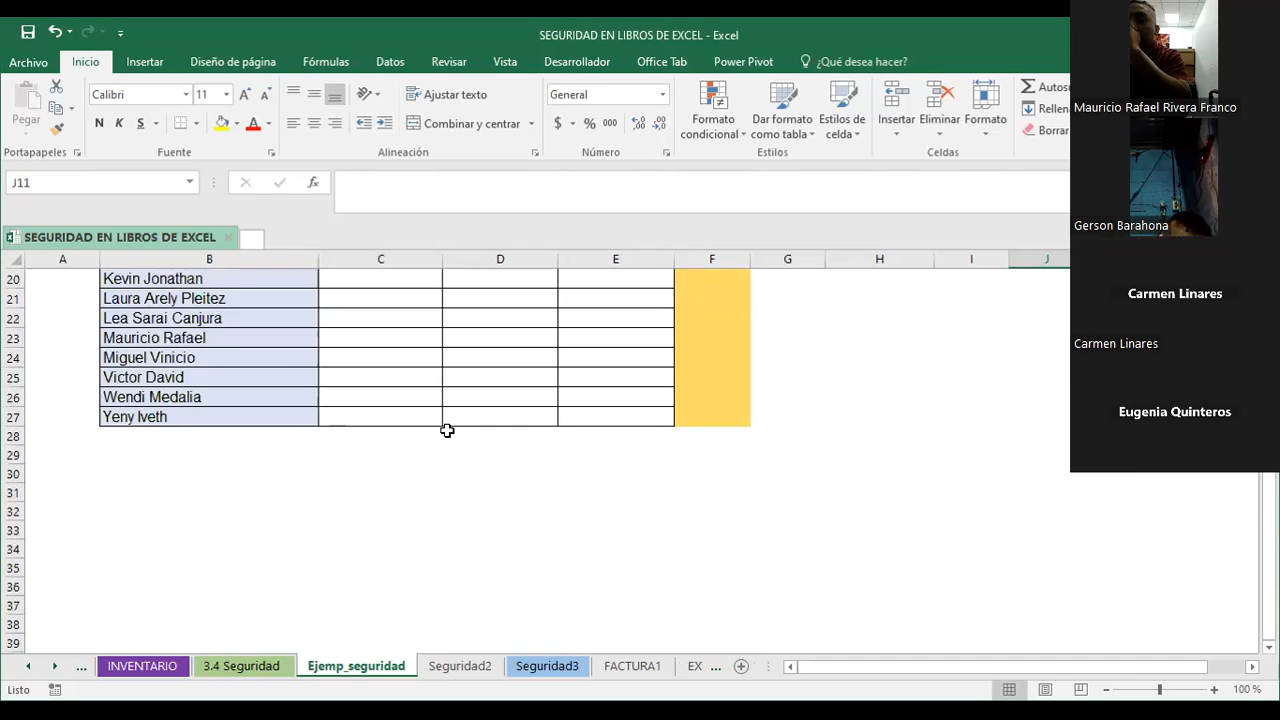 SEGURIDAD EN LIBROS DE EXCEL - Excel
Archivo Inicio Insertar Diseño de página Fórmulas Datos Revisar Vista Desarrollador Office Tab Power Pivot ¿Qué desea hacer?
Pegar
Calibri 11
N K S
Ajustar texto
Combinar y centrar
General
$ % 000
Formato condicional
Dar formato como tabla
Estilos de celda
Insertar Eliminar Formato
Autos
Rellen
Borrar
Portapapeles Fuente Alineación Número Estilos Celdas
J11
SEGURIDAD EN LIBROS DE EXCEL
A B C D E F G H I J
20 Kevin Jonathan
21 Laura Arely Pleitez
22 Lea Sarai Canjura
23 Mauricio Rafael
24 Miguel Vinicio
25 Victor David
26 Wendi Medalia
27 Yeny Iveth
28
29
30
31
32
33
34
35
36
37
38
39
... INVENTARIO 3.4 Seguridad Ejemp_seguridad Seguridad2 Seguridad3 FACTURA1 EX ...
Listo
100 %
Mauricio Rafael Rivera Franco
Gerson Barahona
Carmen Linares
Carmen Linares
Eugenia Quinteros